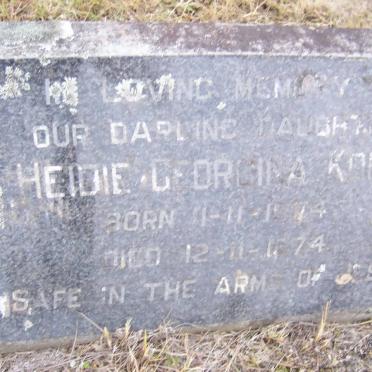 IN LOVING MEMORY
OUR DARLING DAUGHT
HEIDIE GEORGINA
BORN 11-11-1974
DIED 12-11-1974
SAFE IN THE ARMS OF